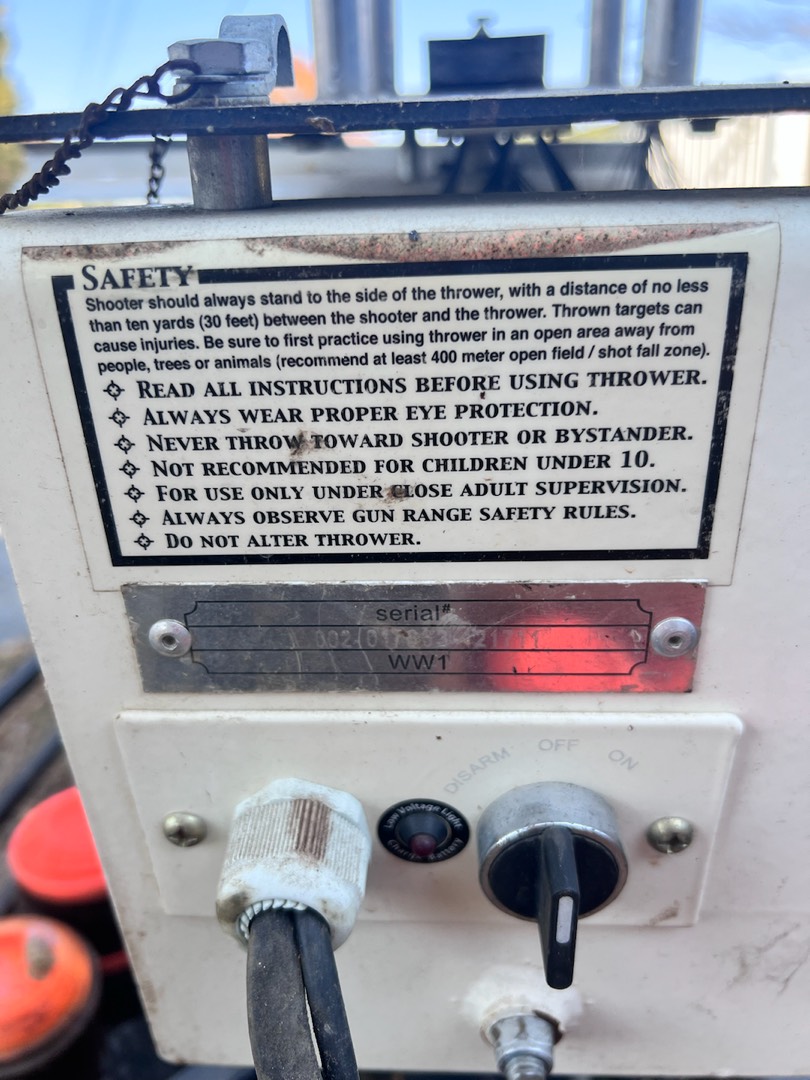 SAFETY
Shooter should always stand to the side of the thrower, with a distance of no less
than ten yards (30 feet) between the shooter and the thrower. Thrown targets can
cause injuries. Be sure to first practice using thrower in an open area away from
people, trees or animals (recommend at least 400 meter open field / shot fall zone).
READ ALL INSTRUCTIONS BEFORE USING THROWER.
ALWAYS WEAR PROPER EYE PROTECTION.
NEVER THROW TOWARD SHOOTER OR BYSTANDER.
NOT RECOMMENDED FOR CHILDREN UNDER 10.
FOR USE ONLY UNDER CLOSE ADULT SUPERVISION.
ALWAYS OBSERVE GUN RANGE SAFETY RULES.
DO NOT ALTER THROWER.
serial#
WW1
DISARM OFF ON
Low Voltage Light
Charge Battery